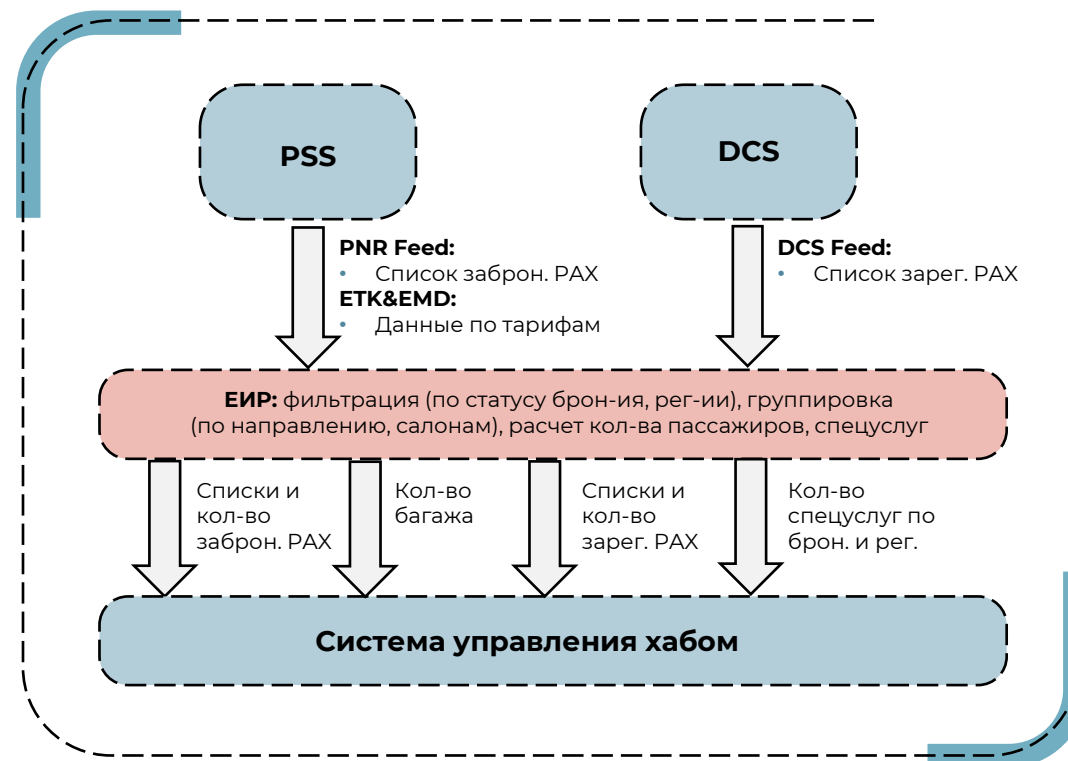 PSS
DCS
PNR Feed:
• Список заброн. PAX
ETK&EMD:
• Данные по тарифам
DCS Feed:
• Список зарег. PAX
ЕИР: фильтрация (по статусу брон-ия, рег-ии), группировка
(по направлению, салонам), расчет кол-ва пассажиров, спецуслуг
Списки и
кол-во
заброн. PAX
Кол-во
багажа
Списки и
кол-во
зарег. PAX
Кол-во
спецуслуг по
брон. и рег.
Система управления хабом